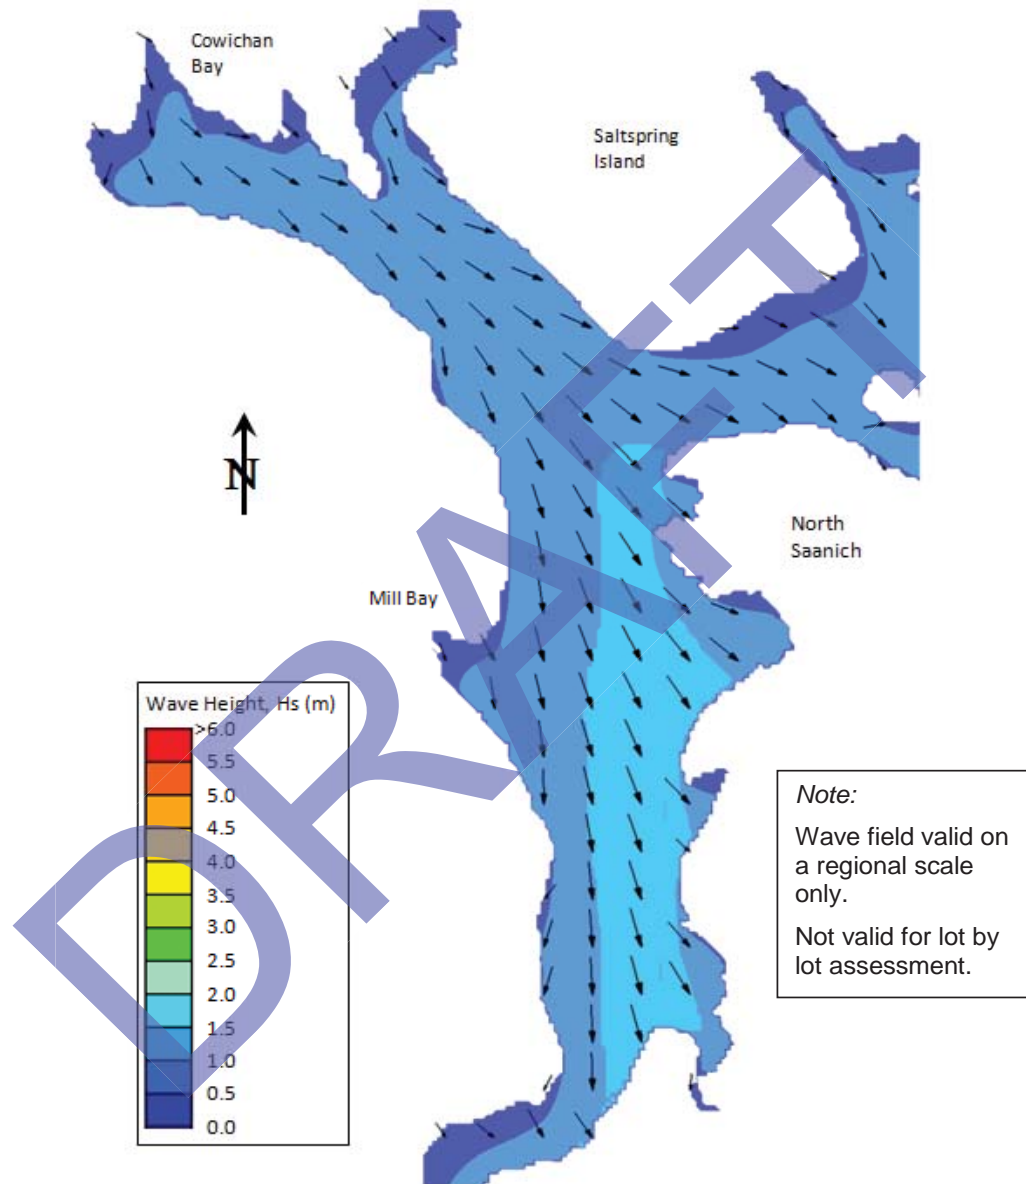 Cowichan
Bay
Saltspring
Island
N
North
Saanich
Mill Bay
Wave Height, Hs (m)
>6.0
5.5
5.0
4.5
4.0
3.5
3.0
2.5
2.0
1.5
1.0
0.5
0.0
Note:
Wave field valid on
a regional scale
only.
Not valid for lot by
lot assessment.
DRAFT